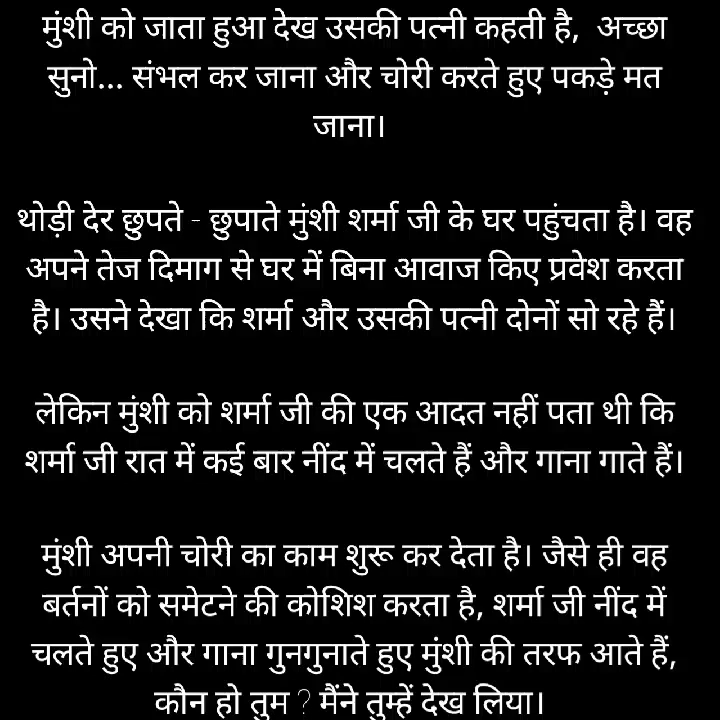 मुंशी को जाता हुआ देख उसकी पत्नी कहती है, अच्छा
सुनो... संभल कर जाना और चोरी करते हुए पकड़े मत
जाना।
थोड़ी देर छुपते - छुपाते मुंशी शर्मा जी के घर पहुंचता है। वह
अपने तेज दिमाग से घर में बिना आवाज किए प्रवेश करता
है। उसने देखा कि शर्मा और उसकी पत्नी दोनों सो रहे हैं।
लेकिन मुंशी को शर्मा जी की एक आदत नहीं पता थी कि
शर्मा जी रात में कई बार नींद में चलते हैं और गाना गाते हैं।
मुंशी अपनी चोरी का काम शुरू कर देता है। जैसे ही वह
बर्तनों को समेटने की कोशिश करता है, शर्मा जी नींद में
चलते हुए और गाना गुनगुनाते हुए मुंशी की तरफ आते हैं,
कौन हो तुम ? मैंने तुम्हें देख लिया।